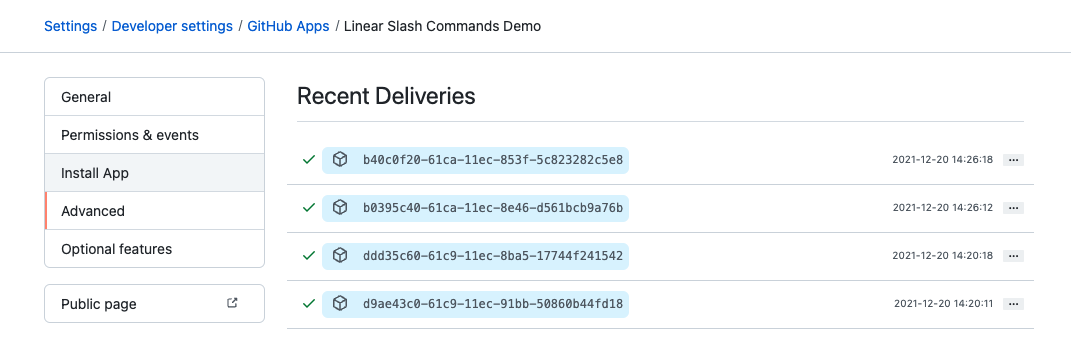 Settings / Developer settings / GitHub Apps / Linear Slash Commands Demo
General
Permissions & events
Install App
Advanced
Optional features
Public page
Recent Deliveries
b40c0f20-61ca-11ec-853f-5c823282c5e8 2021-12-20 14:26:18
b0395c40-61ca-11ec-8e46-d561bcb9a76b 2021-12-20 14:26:12
ddd35c60-61c9-11ec-8ba5-17744f241542 2021-12-20 14:20:18
d9ae43c0-61c9-11ec-91bb-50860b44fd18 2021-12-20 14:20:11